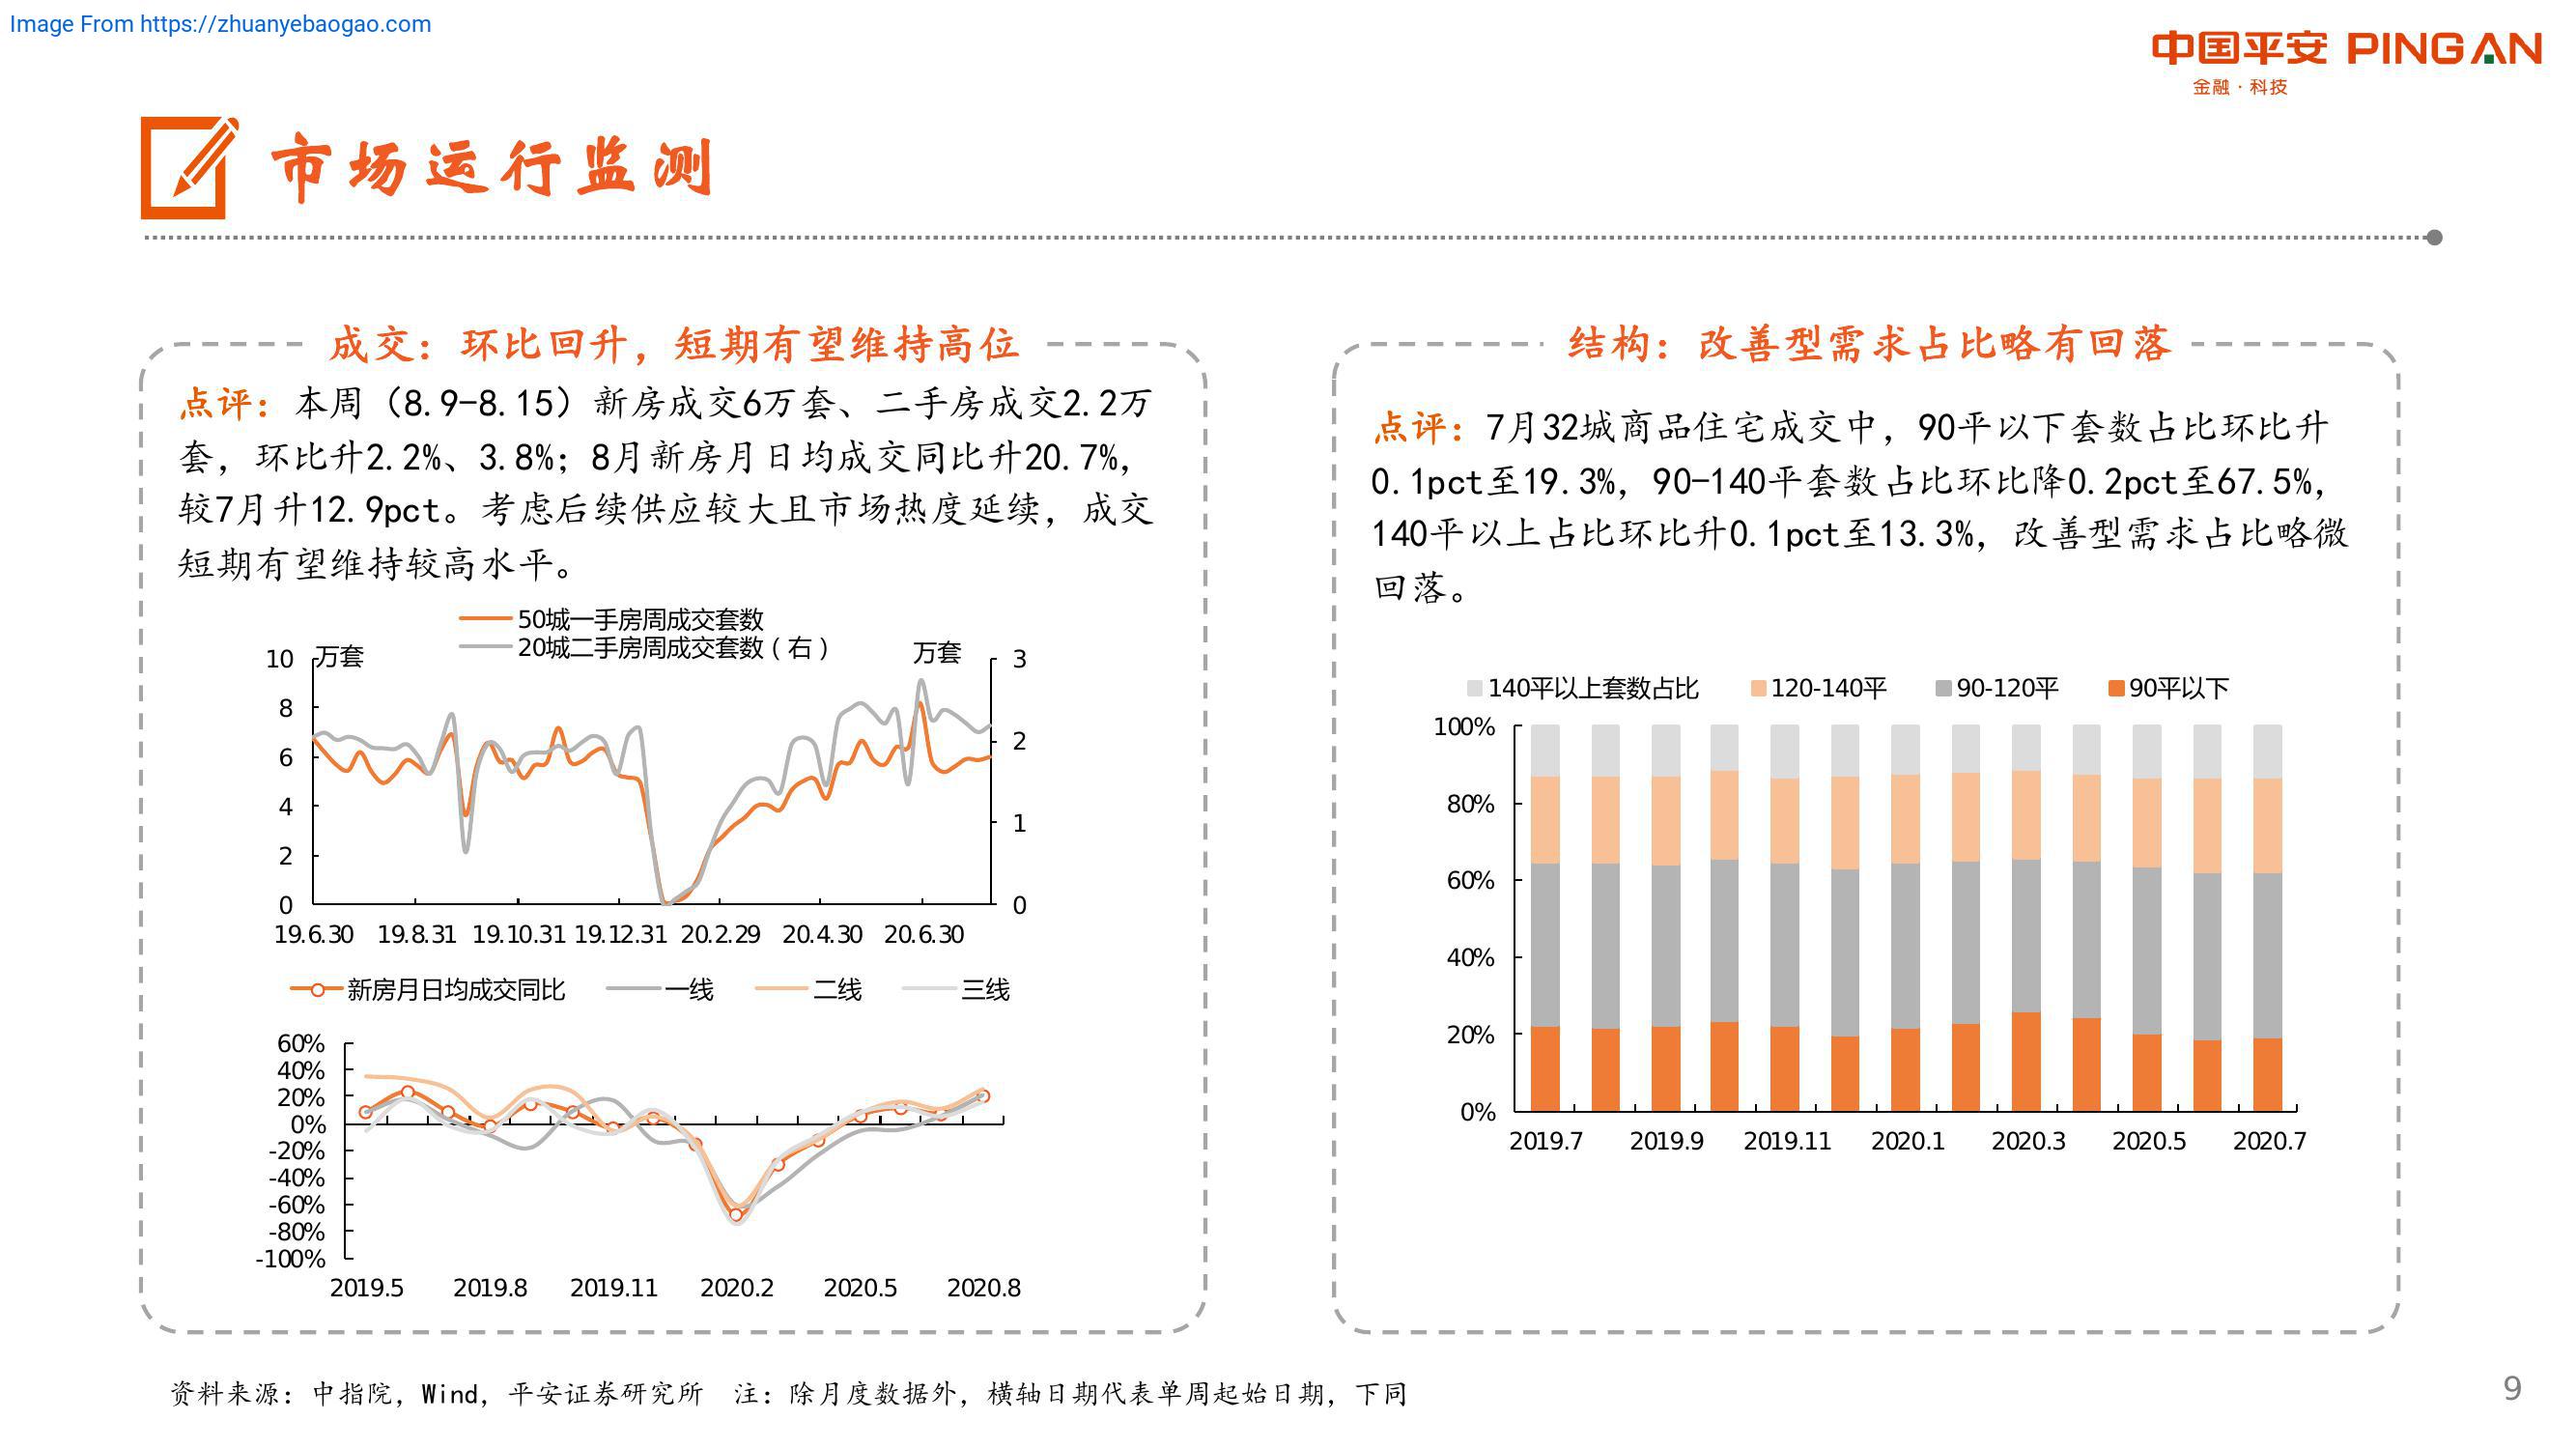 Image From https://zhuanyebaogao.com
中国平安 PINGAN
金融·科技
市场运行监测
成交：环比回升，短期有望维持高位
点评：本周（8.9-8.15）新房成交6万套、二手房成交2.2万
套，环比升2.2%、3.8%；8月新房月日均成交同比升20.7%，
较7月升12.9pct。考虑后续供应较大且市场热度延续，成交
短期有望维持较高水平。
50城一手房周成交套数
20城二手房周成交套数（右）
万套
万套
10
8
6
4
2
0
3
2
1
0
19.6.30 19.8.31 19.10.31 19.12.31 20.2.29 20.4.30 20.6.30
新房月日均成交同比 一线 二线 三线
60%
40%
20%
0%
-20%
-40%
-60%
-80%
-100%
2019.5 2019.8 2019.11 2020.2 2020.5 2020.8
结构：改善型需求占比略有回落
点评：7月32城商品住宅成交中，90平以下套数占比环比升
0.1pct至19.3%，90-140平套数占比环比降0.2pct至67.5%，
140平以上占比环比升0.1pct至13.3%，改善型需求占比略微
回落。
140平以上套数占比 120-140平 90-120平 90平以下
100%
80%
60%
40%
20%
0%
2019.7 2019.9 2019.11 2020.1 2020.3 2020.5 2020.7
资料来源：中指院，Wind，平安证券研究所 注：除月度数据外，横轴日期代表单周起始日期，下同
9